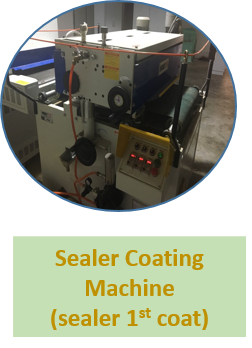 Sealer Coating
Machine
(sealer 1st coat)